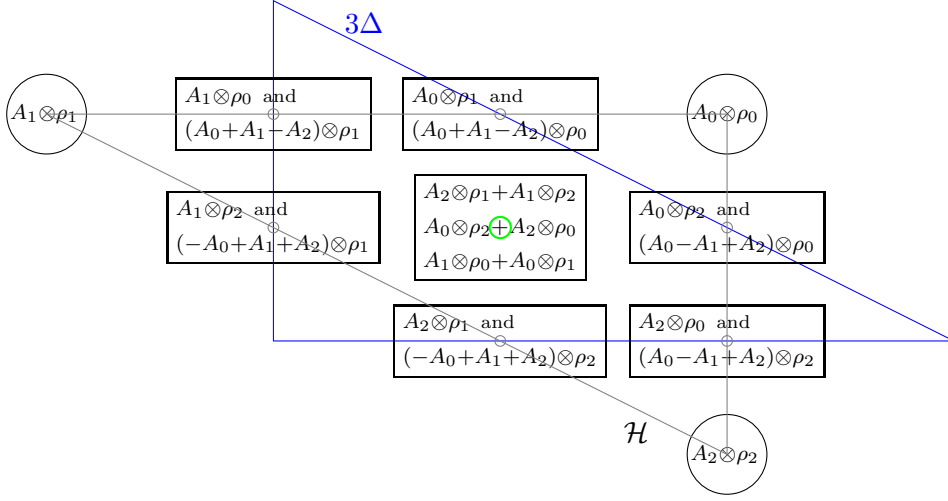 3Δ
A₁⊗ρ₁
A₁⊗ρ₀ and
(A₀+A₁−A₂)⊗ρ₁
A₀⊗ρ₁ and
(A₀+A₁−A₂)⊗ρ₀
A₀⊗ρ₀
A₁⊗ρ₂ and
(−A₀+A₁+A₂)⊗ρ₁
A₂⊗ρ₁+A₁⊗ρ₂
A₀⊗ρ₂+A₂⊗ρ₀
A₁⊗ρ₀+A₀⊗ρ₁
A₀⊗ρ₂ and
(A₀−A₁+A₂)⊗ρ₀
A₂⊗ρ₁ and
(−A₀+A₁+A₂)⊗ρ₂
A₂⊗ρ₀ and
(A₀−A₁+A₂)⊗ρ₂
ℋ
A₂⊗ρ₂